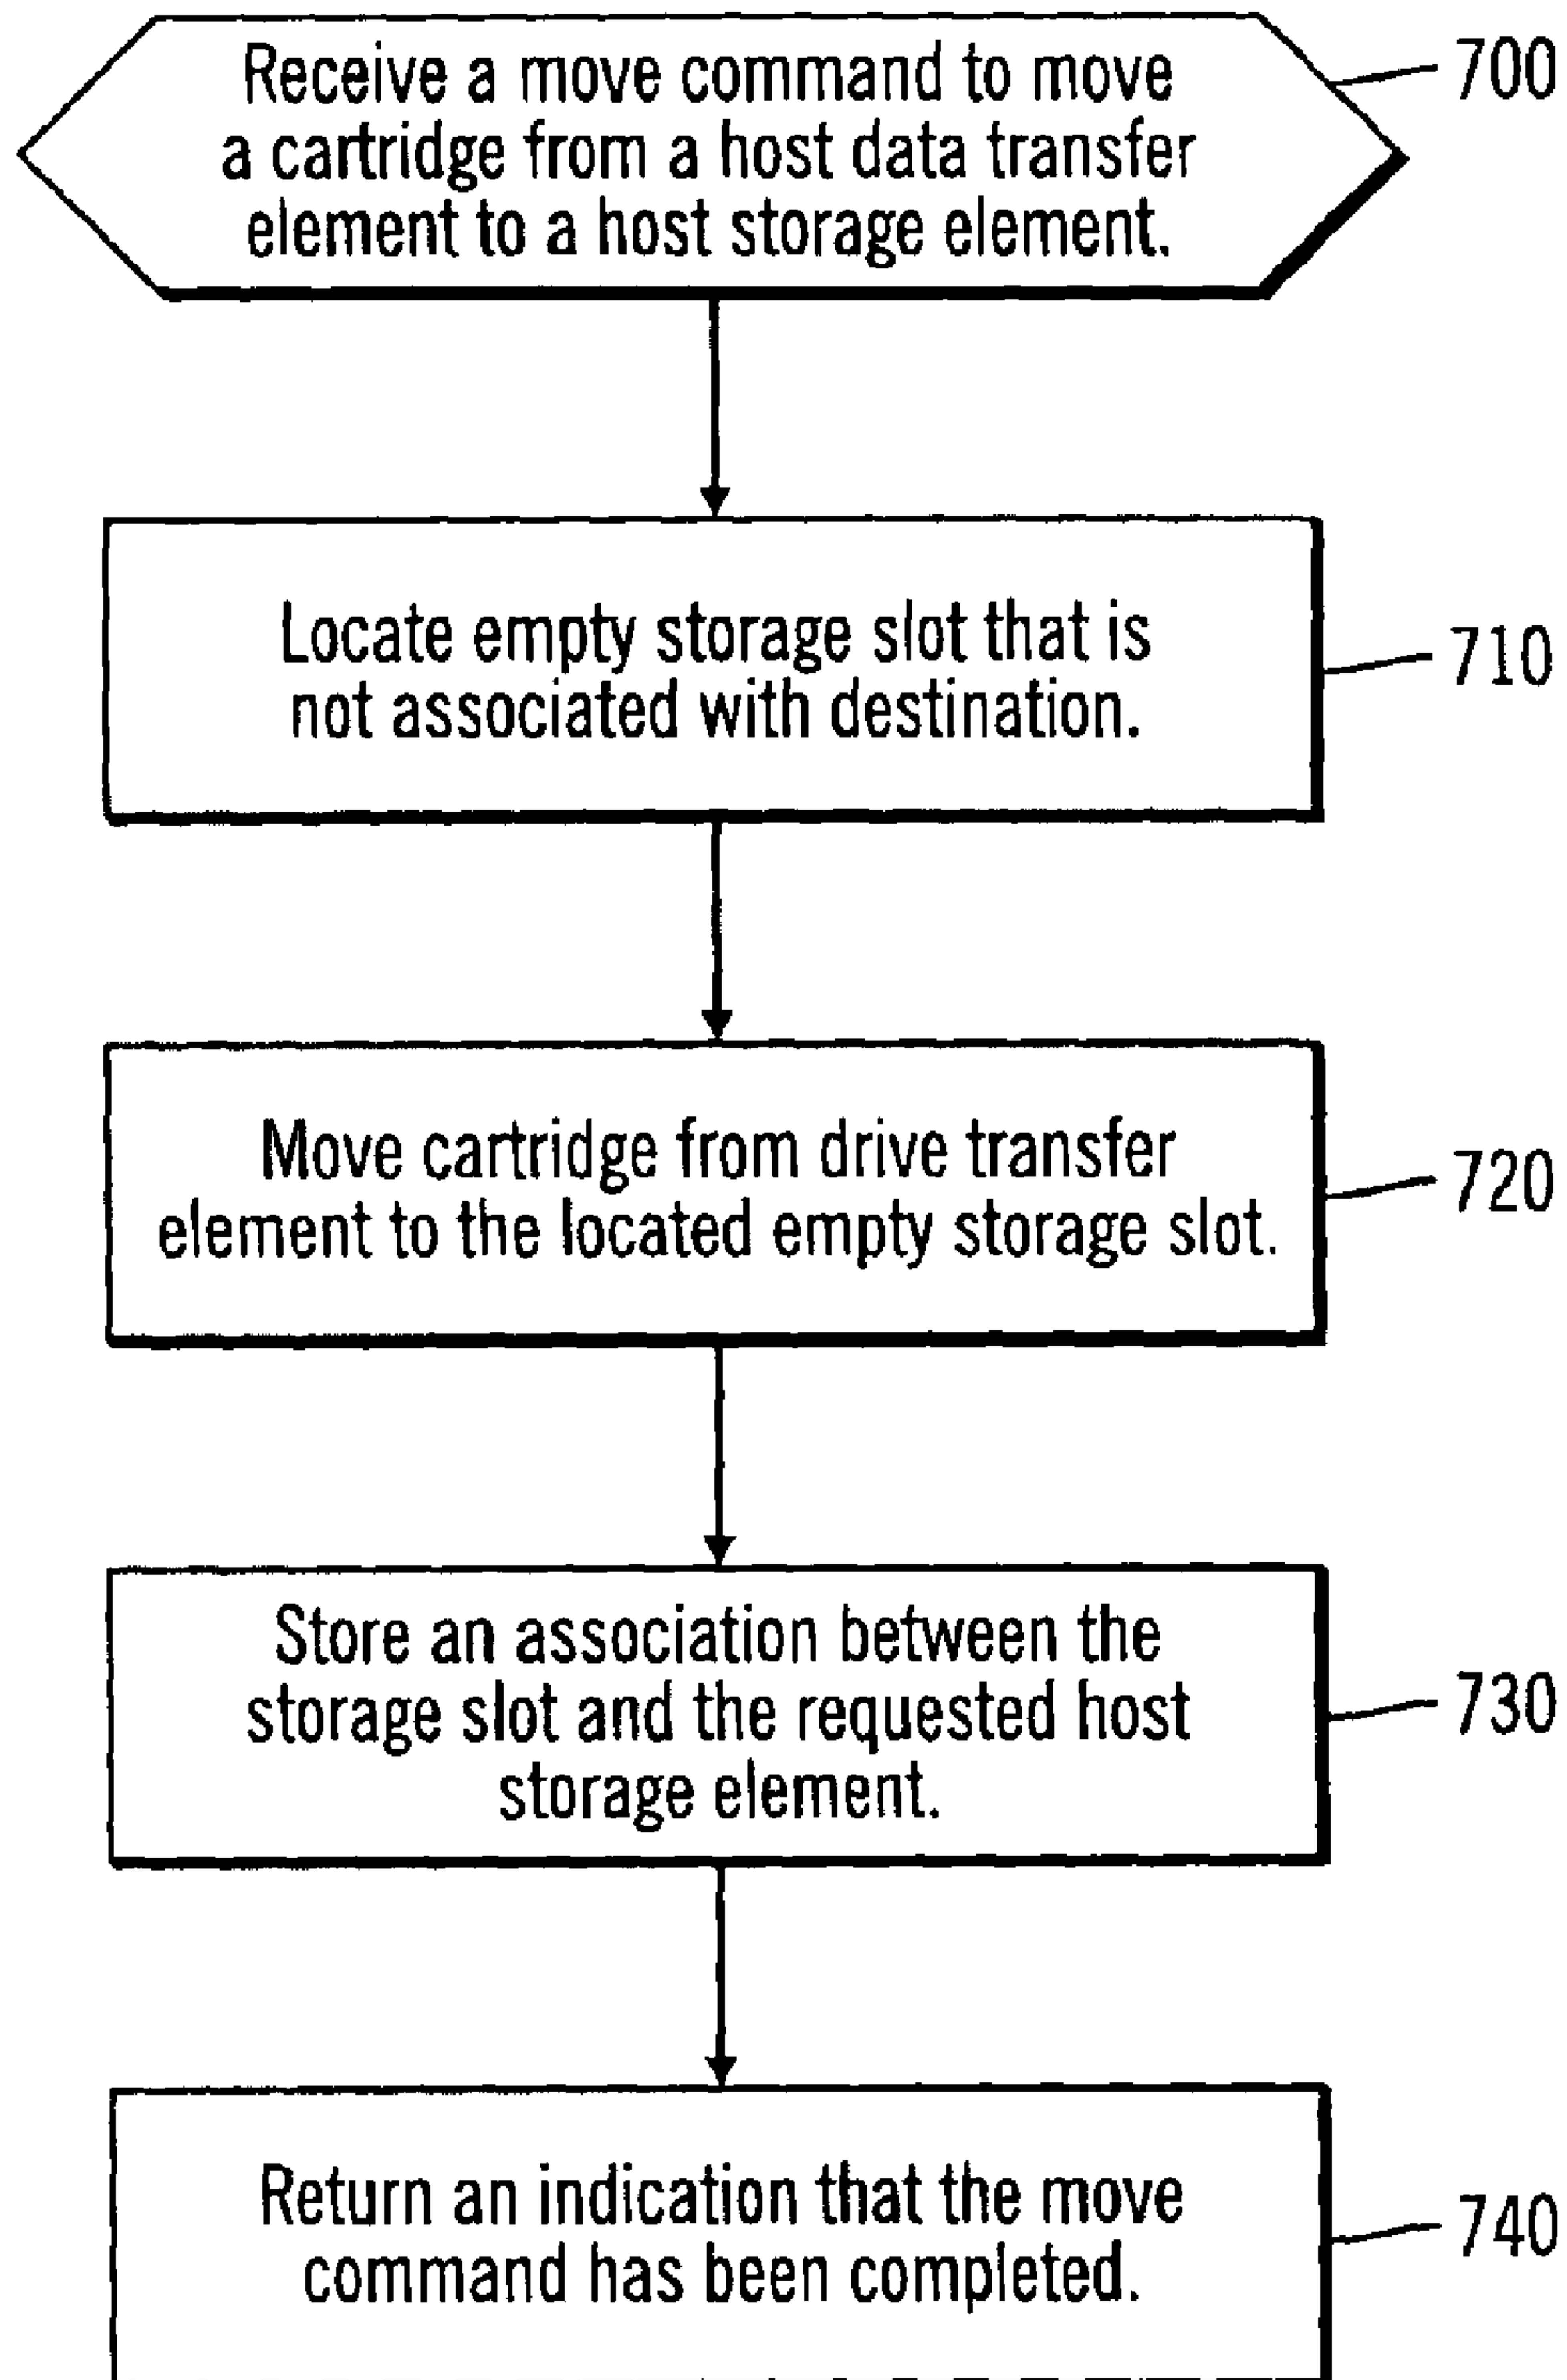 Receive a move command to move
a cartridge from a host data transfer
element to a host storage element.
700
Locate empty storage slot that is
not associated with destination.
710
Move cartridge from drive transfer
element to the located empty storage slot.
720
Store an association between the
storage slot and the requested host
storage element.
730
Return an indication that the move
command has been completed.
740